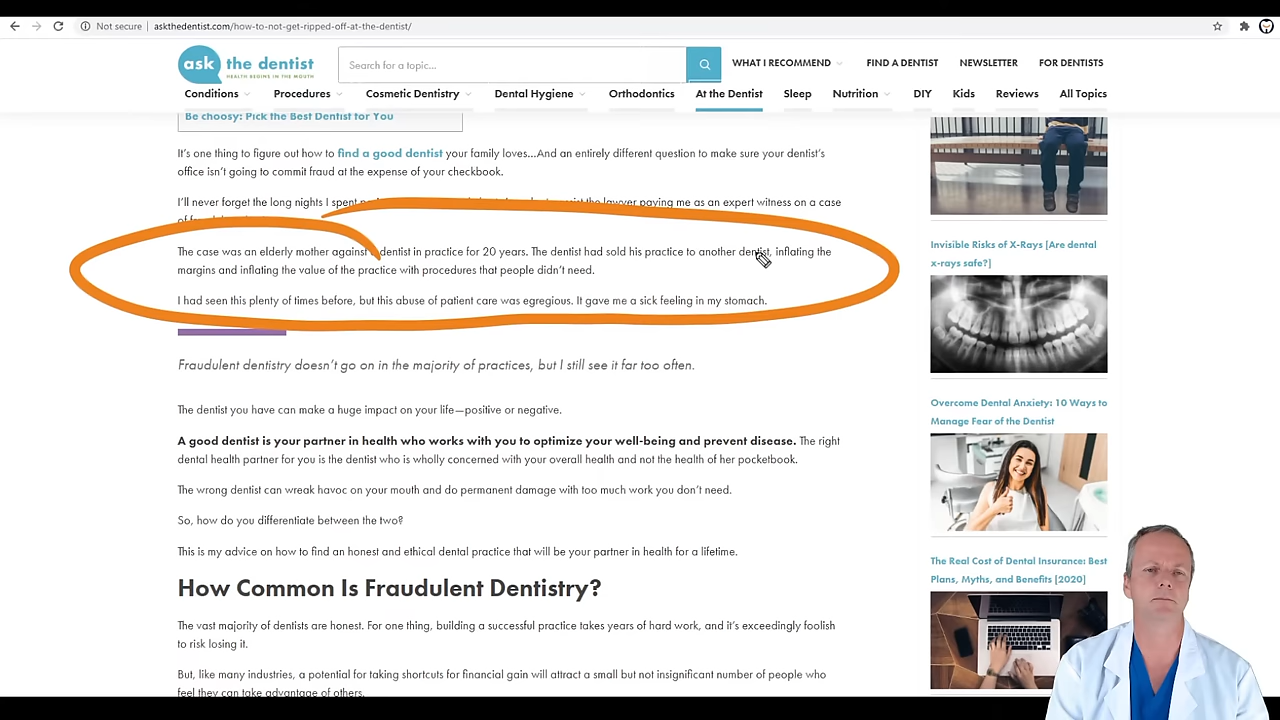 Not secure | askthedentist.com/how-to-not-get-ripped-off-at-the-dentist/
ask the dentist
HEALTH BEGINS IN THE MOUTH
Search for a topic...
WHAT I RECOMMEND
FIND A DENTIST
NEWSLETTER
FOR DENTISTS
Conditions
Procedures
Cosmetic Dentistry
Dental Hygiene
Orthodontics
At the Dentist
Sleep
Nutrition
DIY
Kids
Reviews
All Topics
Be choosy: Pick the Best Dentist for You
It's one thing to figure out how to find a good dentist your family loves...And an entirely different question to make sure your dentist's
office isn't going to commit fraud at the expense of your checkbook.
I'll never forget the long nights I spent the lawyer paying me as an expert witness on a case
The case was an elderly mother against dentist in practice for 20 years. The dentist had sold his practice to another dentist, inflating the
margins and inflating the value of the practice with procedures that people didn't need.
I had seen this plenty of times before, but this abuse of patient care was egregious. It gave me a sick feeling in my stomach.
Fraudulent dentistry doesn't go on in the majority of practices, but I still see it far too often.
The dentist you have can make a huge impact on your life—positive or negative.
A good dentist is your partner in health who works with you to optimize your well-being and prevent disease. The right
dental health partner for you is the dentist who is wholly concerned with your overall health and not the health of her pocketbook.
The wrong dentist can wreak havoc on your mouth and do permanent damage with too much work you don't need.
So, how do you differentiate between the two?
This is my advice on how to find an honest and ethical dental practice that will be your partner in health for a lifetime.
How Common Is Fraudulent Dentistry?
The vast majority of dentists are honest. For one thing, building a successful practice takes years of hard work, and it's exceedingly foolish
to risk losing it.
But, like many industries, a potential for taking shortcuts for financial gain will attract a small but not insignificant number of people who
feel they can take advantage of others.
Invisible Risks of X-Rays [Are dental
x-rays safe?]
Overcome Dental Anxiety: 10 Ways to
Manage Fear of the Dentist
The Real Cost of Dental Insurance: Best
Plans, Myths, and Benefits [2020]